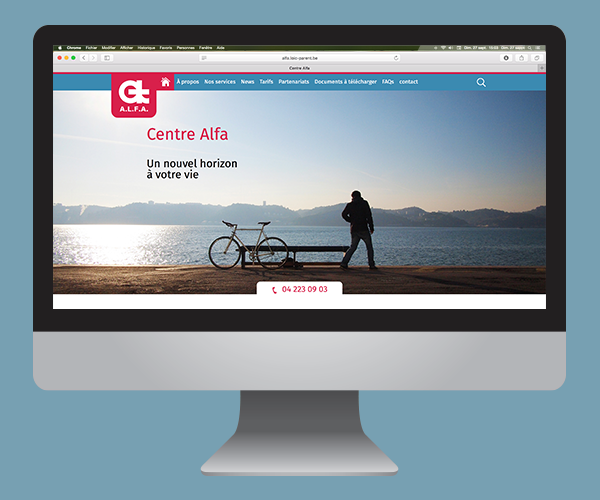 Chrome Fichier Modifier Afficher Historique Favoris Personnes Fenêtre Aide
alfa.loic-parent.be
Centre Alfa
À propos Nos services News Tarifs Partenariats Documents à télécharger FAQs contact
A.L.F.A.
Centre Alfa
Un nouvel horizon
à votre vie
04 223 09 03